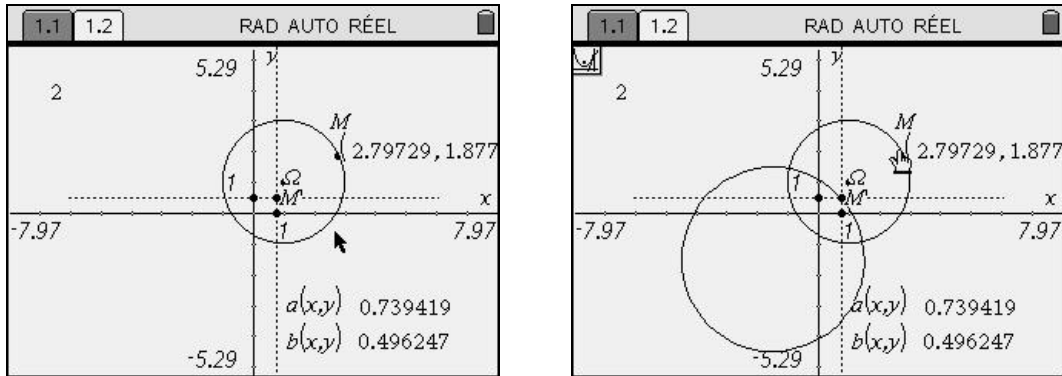 1.1 1.2 RAD AUTO RÉEL
5.29 y
2
M
2.79729,1.877
1 Ω
M' x
-7.97 1 7.97
a(x,y) 0.739419
b(x,y) 0.496247
-5.29
1.1 1.2 RAD AUTO RÉEL
5.29 y
2
M
2.79729,1.877
1 Ω
M' x
-7.97 1 7.97
a(x,y) 0.739419
b(x,y) 0.496247
-5.29